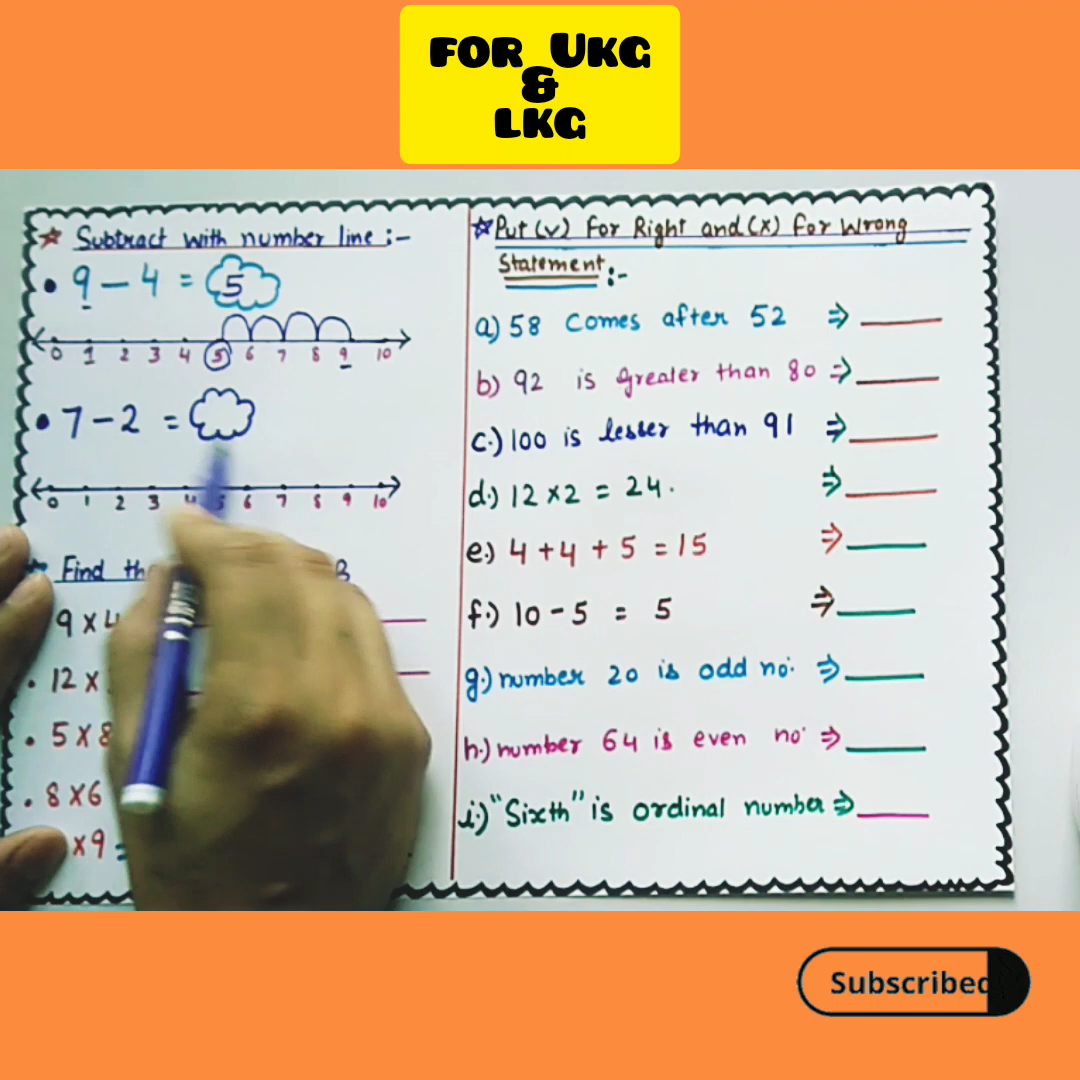 FOR UKG
&
LKG
Subtract with number line :-
9 - 4 = 5
0 1 2 3 4 5 6 7 8 9 10
7 - 2 =
0 1 2 3 4 5 6 7 8 9 10
Find
9 x 4
12 x
5 x 8
8 x 6
x 9 =
Put (v) For Right and (x) For Wrong
Statement :-
a) 58 Comes after 52 ⇒
b) 92 is greater than 80 ⇒
c.) 100 is lesser than 91 ⇒
d.) 12 x 2 = 24. ⇒
e.) 4 + 4 + 5 = 15 ⇒
f.) 10 - 5 = 5 ⇒
g.) number 20 is odd no. ⇒
h.) number 64 is even no. ⇒
i.) "Sixth" is ordinal number ⇒
Subscribed